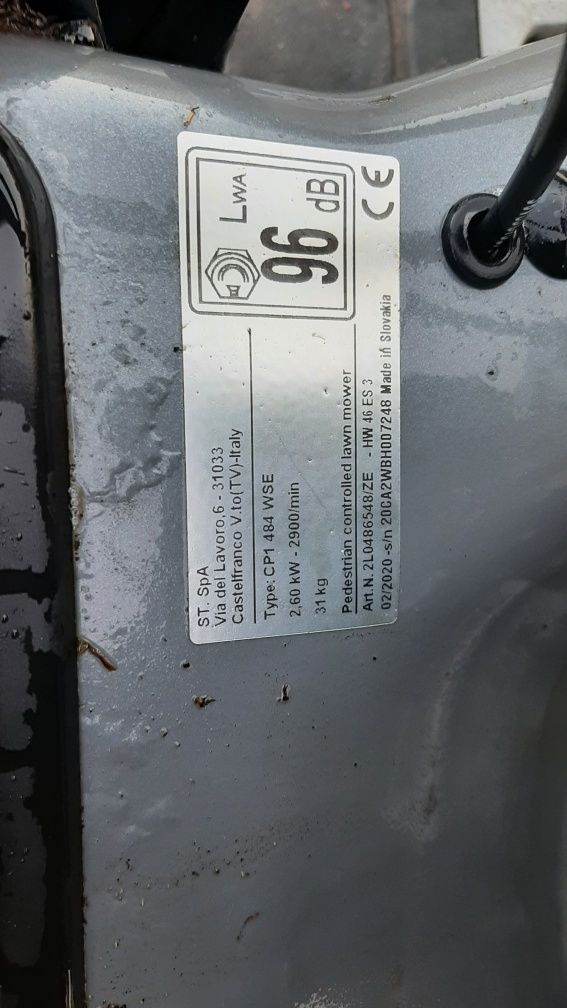 ST. SpA
Via del Lavoro,6 - 31033
Castelfranco V.to(TV)-Italy
Type: CP1 484 WSE
2,60 kW - 2900/min
31 kg
Pedestrian controlled lawn mower
Art.N. 2L0486548/ZE - HW 46 ES 3
02/2020 -s/n 20CA2WBH007248 Made in Slovakia
LWA
96
dB
CE